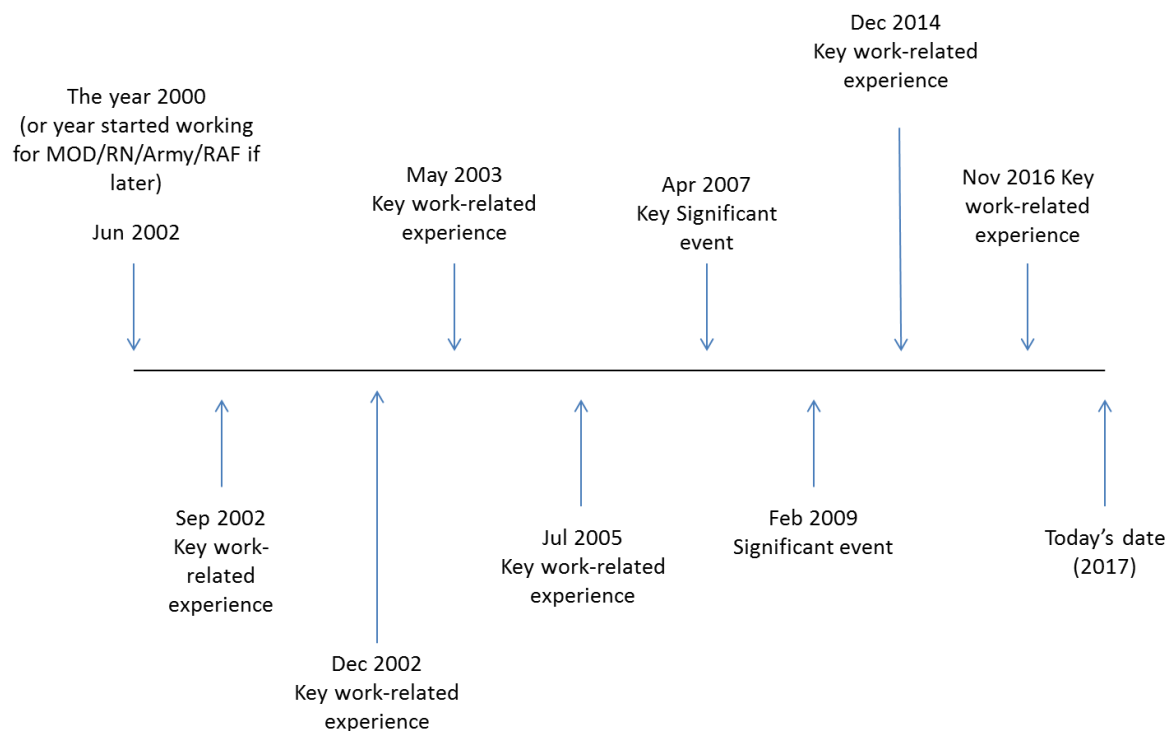 Dec 2014
Key work-related
experience
The year 2000
(or year started working
for MOD/RN/Army/RAF if
later)
Jun 2002
May 2003
Key work-related
experience
Apr 2007
Key Significant
event
Nov 2016 Key
work-related
experience
Sep 2002
Key work-
related
experience
Dec 2002
Key work-related
experience
Jul 2005
Key work-related
experience
Feb 2009
Significant event
Today’s date
(2017)